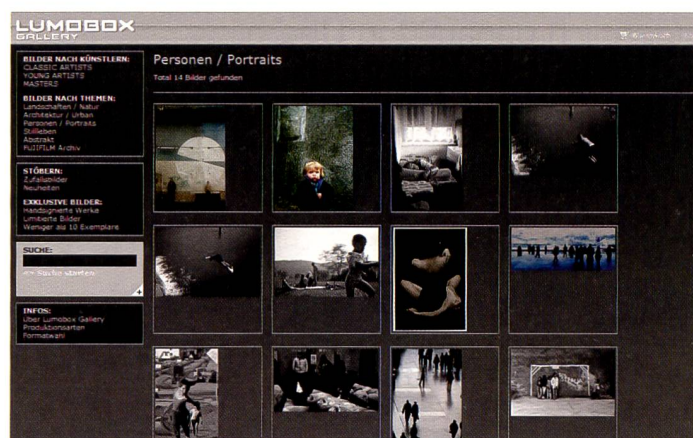 LUMOBOX
GALLERY
Warenkorb
BILDER NACH KÜNSTLERN:
CLASSIC ARTISTS
YOUNG ARTISTS
MASTERS
BILDER NACH THEMEN:
Landschaften / Natur
Architektur / Urban
Personen / Portraits
Stillleben
Abstrakt
FUJIFILM Archiv
STÖBERN:
Zufallsbilder
Neuheiten
EXKLUSIVE BILDER:
Handsignierte Werke
Limitierte Bilder
Weniger als 10 Exemplare
SUCHE:
>> Suche starten
INFOS:
Über Lumobox Gallery
Produktionsarten
Formatwahl
Personen / Portraits
Total 14 Bilder gefunden